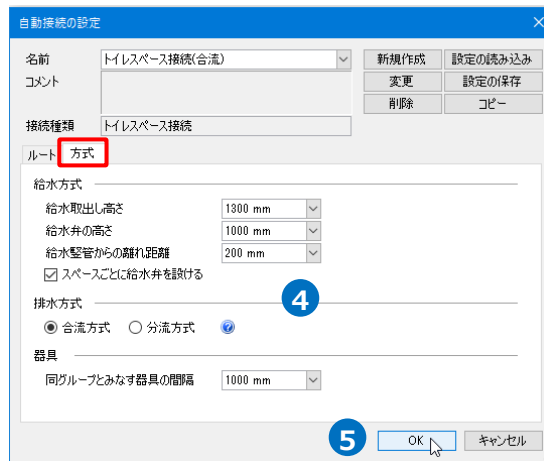 自動接続の設定
名前 トイレスペース接続(合流) 新規作成 設定の読み込み
コメント 変更 設定の保存
削除 コピー
接続種類 トイレスペース接続
ルート 方式
給水方式
給水取出し高さ 1300 mm
給水弁の高さ 1000 mm
給水竪管からの離れ距離 200 mm
スペースごとに給水弁を設ける
4
排水方式
合流方式 分流方式 ?
器具
同グループとみなす器具の間隔 1000 mm
5 OK キャンセル